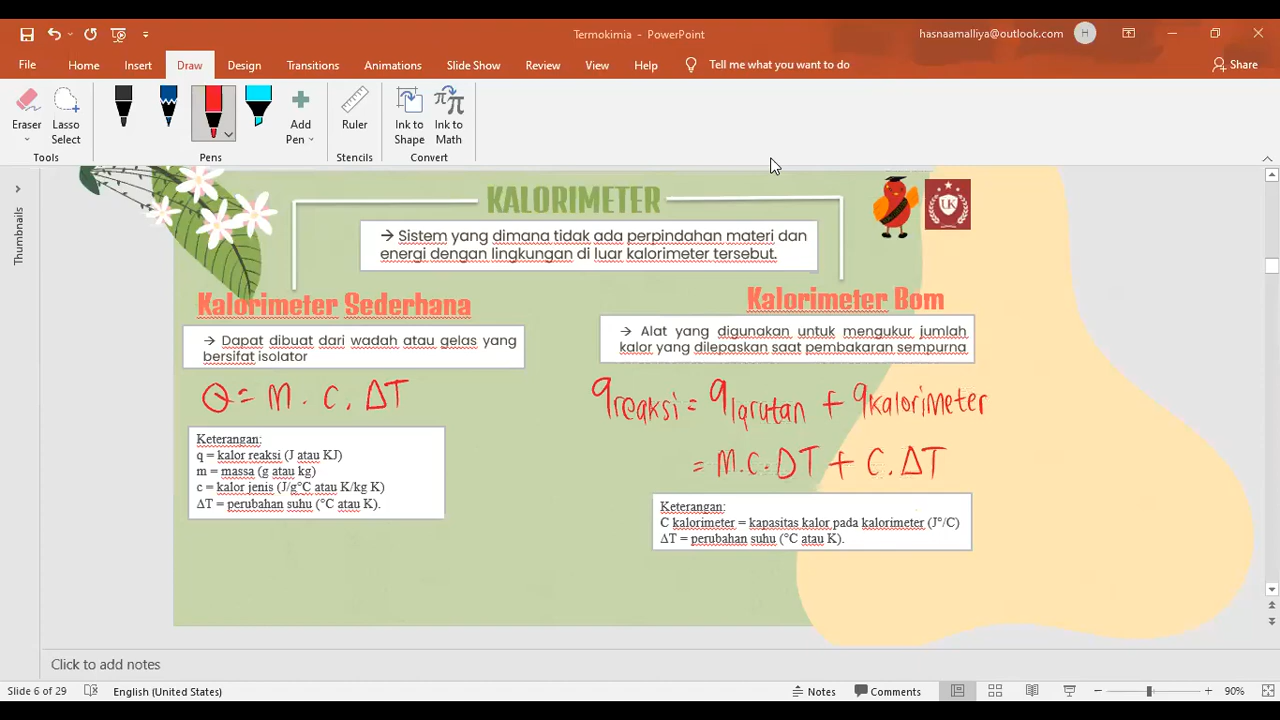 Termokimia - PowerPoint
hasnaamalliya@outlook.com
H
File
Home
Insert
Draw
Design
Transitions
Animations
Slide Show
Review
View
Help
Tell me what you want to do
Share
Eraser
Lasso
Select
Add
Pen
Ruler
Ink to
Shape
Ink to
Math
Tools
Pens
Stencils
Convert
Thumbnails
KALORIMETER
→ Sistem yang dimana tidak ada perpindahan materi dan
energi dengan lingkungan di luar kalorimeter tersebut.
UK
Kalorimeter Sederhana
→ Dapat dibuat dari wadah atau gelas yang
bersifat isolator
Q = m . c . ΔT
Keterangan:
q = kalor reaksi (J atau KJ)
m = massa (g atau kg)
c = kalor jenis (J/g°C atau K/kg K)
ΔT = perubahan suhu (°C atau K).
Kalorimeter Bom
→ Alat yang digunakan untuk mengukur jumlah
kalor yang dilepaskan saat pembakaran sempurna
qreaksi = qlarutan + qkalorimeter
= M.C.DT + C.ΔT
Keterangan:
C kalorimeter = kapasitas kalor pada kalorimeter (J°/C)
ΔT = perubahan suhu (°C atau K).
Click to add notes
Slide 6 of 29
English (United States)
Notes
Comments
90%